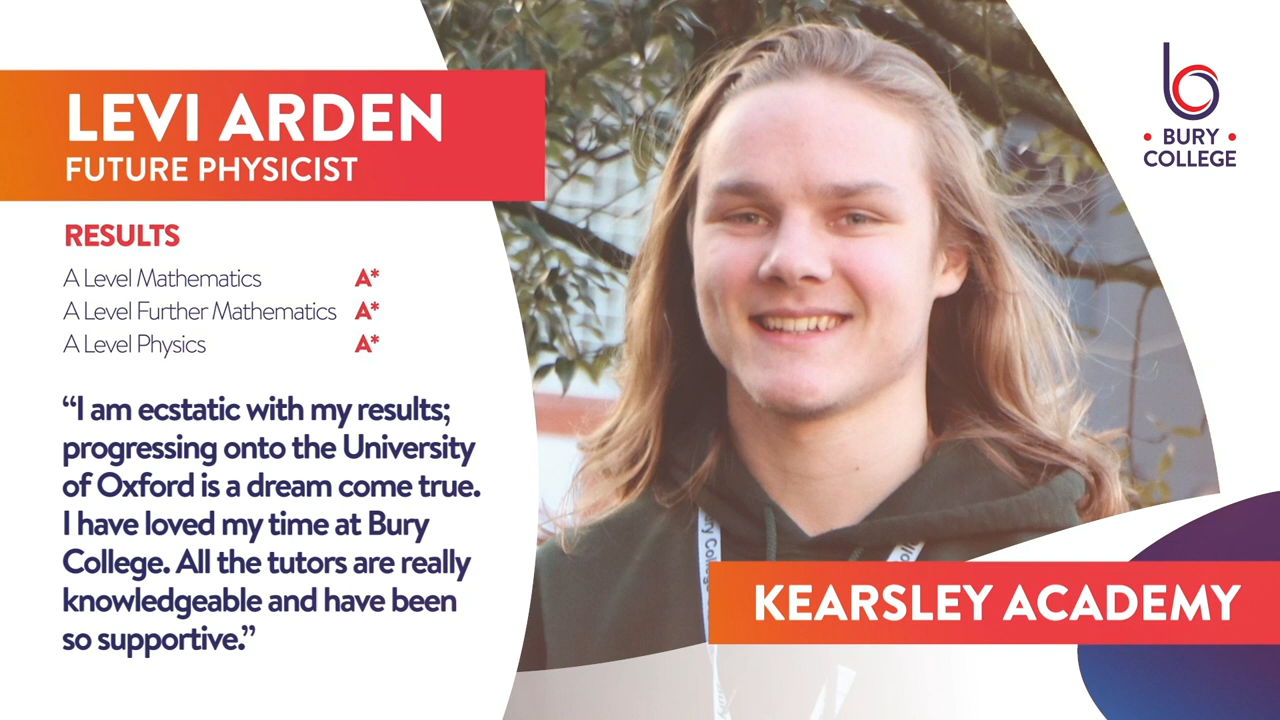 LEVI ARDEN
FUTURE PHYSICIST
RESULTS
A Level Mathematics A*
A Level Further Mathematics A*
A Level Physics A*
“I am ecstatic with my results;
progressing onto the University
of Oxford is a dream come true.
I have loved my time at Bury
College. All the tutors are really
knowledgeable and have been
so supportive.”
• BURY •
COLLEGE
KEARSLEY ACADEMY